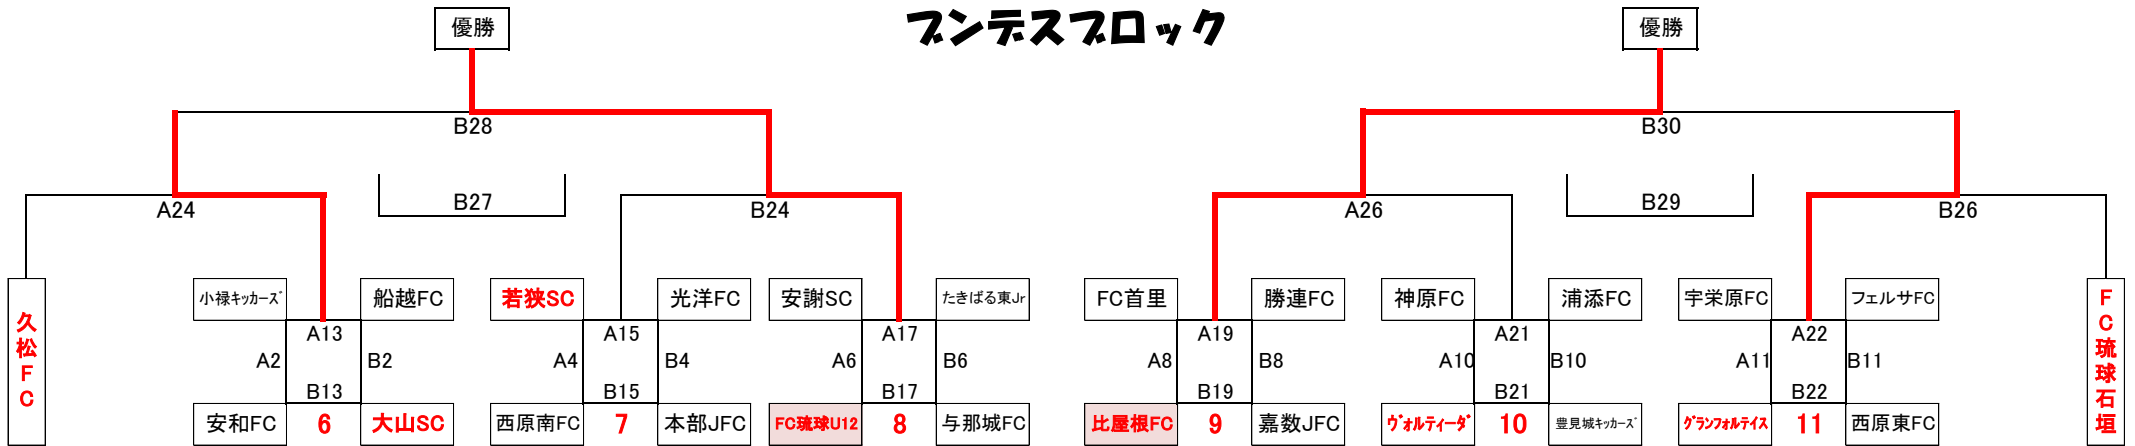 ブンデスブロック
優勝 優勝
B28 B30
B27 B29
A24 B24 A26 B26
久松FC
小禄キッカーズ 船越FC 若狭SC 光洋FC 安謝SC たきばる東Jr FC首里 勝連FC 神原FC 浦添FC 宇栄原FC フェルサFC
FC琉球石垣
A13 A15 A17 A19 A21 A22
A2 B2 A4 B4 A6 B6 A8 B8 A10 B10 A11 B11
B13 B15 B17 B19 B21 B22
安和FC 6 大山SC 西原南FC 7 本部JFC FC琉球U12 8 与那城FC 比屋根FC 9 嘉数JFC ヴォルティーダ 10 豊見城キッカーズ グランフォルテイス 11 西原東FC